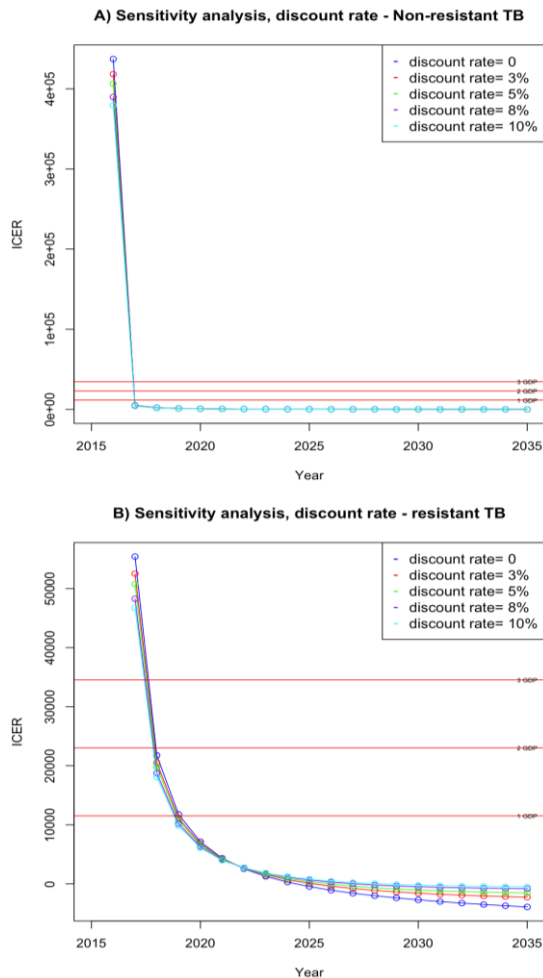 A) Sensitivity analysis, discount rate - Non-resistant TB
discount rate= 0
discount rate= 3%
discount rate= 5%
discount rate= 8%
discount rate= 10%
ICER
4e+05
3e+05
2e+05
1e+05
0e+00
3 GDP
2 GDP
1 GDP
2015
2020
2025
2030
2035
Year
B) Sensitivity analysis, discount rate - resistant TB
discount rate= 0
discount rate= 3%
discount rate= 5%
discount rate= 8%
discount rate= 10%
ICER
50000
40000
30000
20000
10000
0
3 GDP
2 GDP
1 GDP
2015
2020
2025
2030
2035
Year